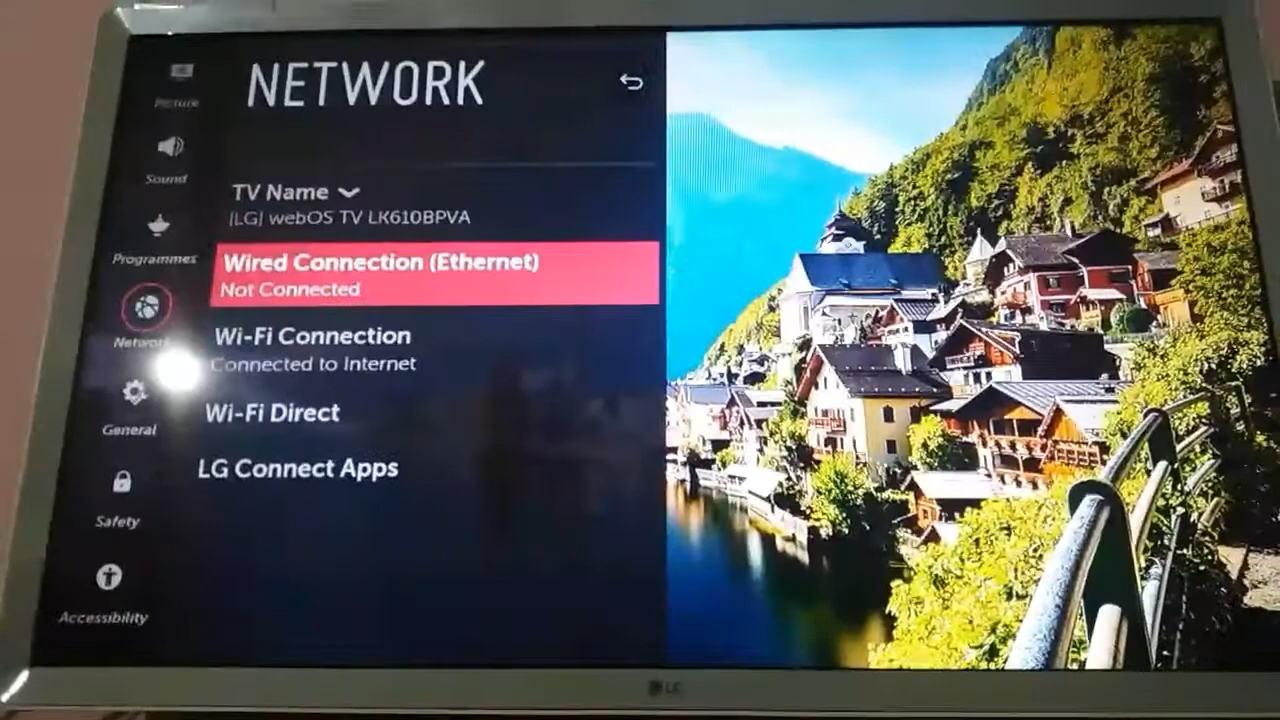 NETWORK
Picture
Sound
Programmes
Network
General
Safety
Accessibility
TV Name
[LG] webOS TV LK610BPVA
Wired Connection (Ethernet)
Not Connected
Wi-Fi Connection
Connected to Internet
Wi-Fi Direct
LG Connect Apps
LG